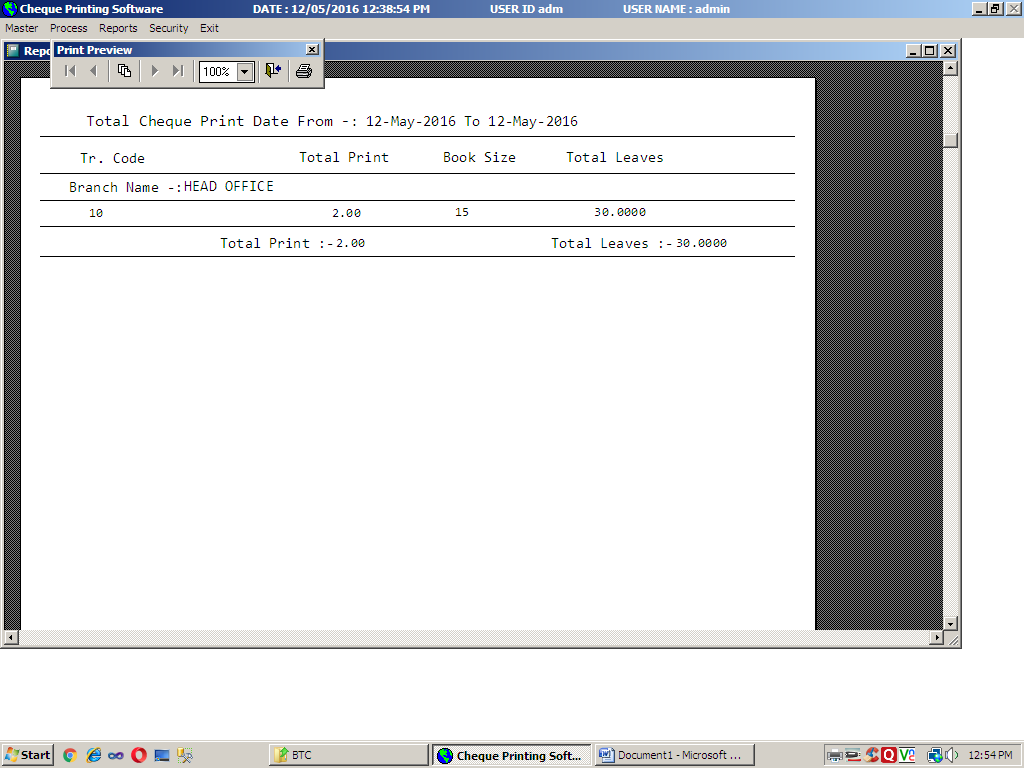 Cheque Printing Software DATE : 12/05/2016 12:38:54 PM USER ID adm USER NAME : admin
Master Process Reports Security Exit
Repo Print Preview
100%
Total Cheque Print Date From -: 12-May-2016 To 12-May-2016
Tr. Code Total Print Book Size Total Leaves
Branch Name -:HEAD OFFICE
10 2.00 15 30.0000
Total Print :-2.00 Total Leaves :-30.0000
Start BTC Cheque Printing Soft... Document1 - Microsoft ... 12:54 PM